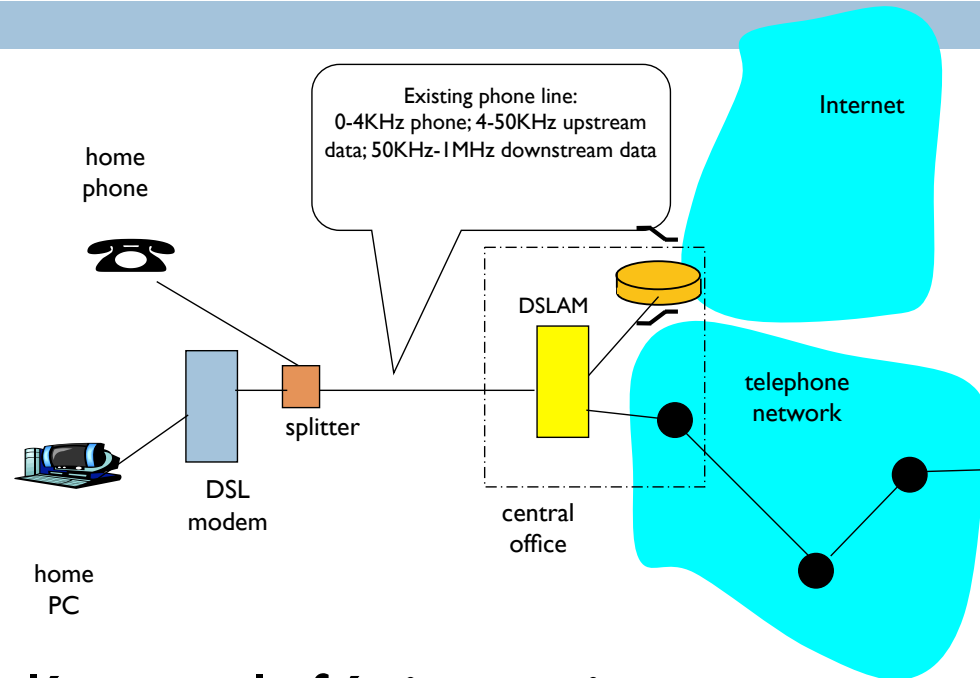 Existing phone line:
0-4KHz phone; 4-50KHz upstream
data; 50KHz-1MHz downstream data
Internet
home
phone
DSLAM
telephone
network
splitter
DSL
modem
central
office
home
PC